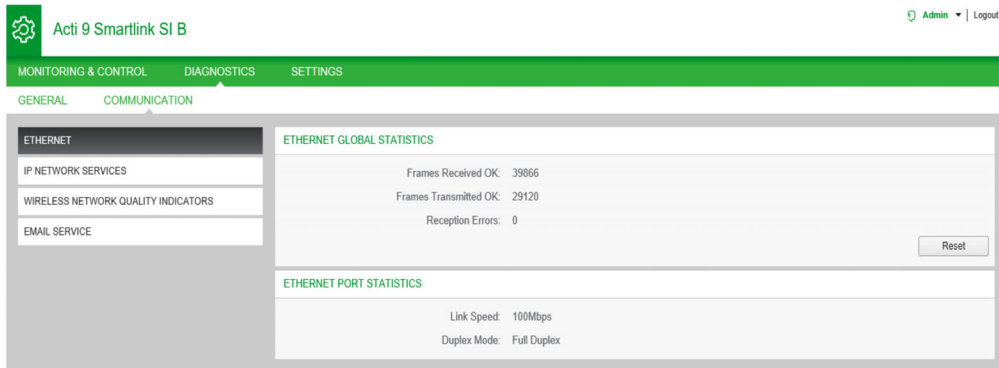 Acti 9 Smartlink SI B
Admin Logout
MONITORING & CONTROL DIAGNOSTICS SETTINGS
GENERAL COMMUNICATION
ETHERNET
IP NETWORK SERVICES
WIRELESS NETWORK QUALITY INDICATORS
EMAIL SERVICE
ETHERNET GLOBAL STATISTICS
Frames Received OK: 39866
Frames Transmitted OK: 29120
Reception Errors: 0
Reset
ETHERNET PORT STATISTICS
Link Speed: 100Mbps
Duplex Mode: Full Duplex